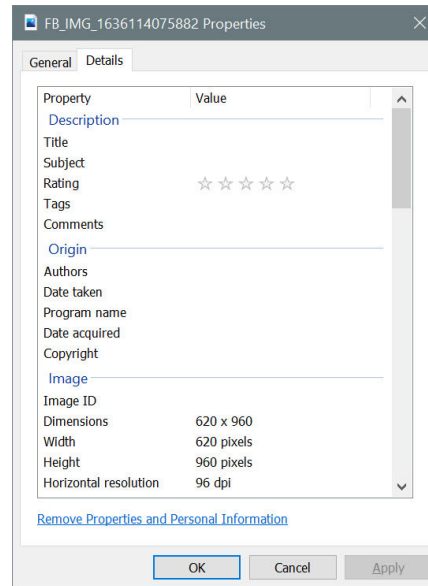 FB_IMG_1636114075882 Properties
General Details
Property Value
Description
Title
Subject
Rating
Tags
Comments
Origin
Authors
Date taken
Program name
Date acquired
Copyright
Image
Image ID
Dimensions 620 x 960
Width 620 pixels
Height 960 pixels
Horizontal resolution 96 dpi
Remove Properties and Personal Information
OK Cancel Apply